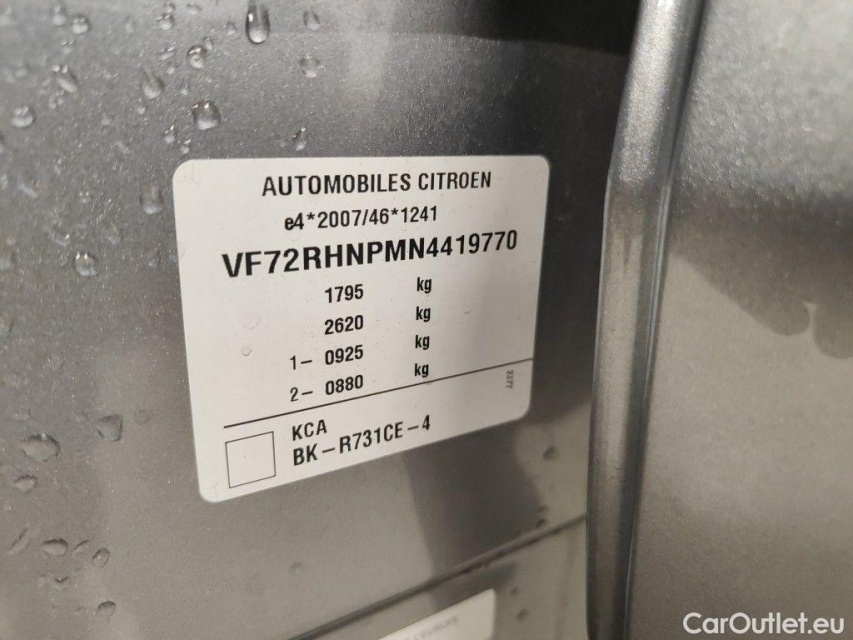 AUTOMOBILES CITROEN
e4*2007/46*1241
VF72RHNPMN4419770
1795 kg
2620 kg
1- 0925 kg
2- 0880 kg
KCA
BK-R731CE-4
CarOutlet.eu